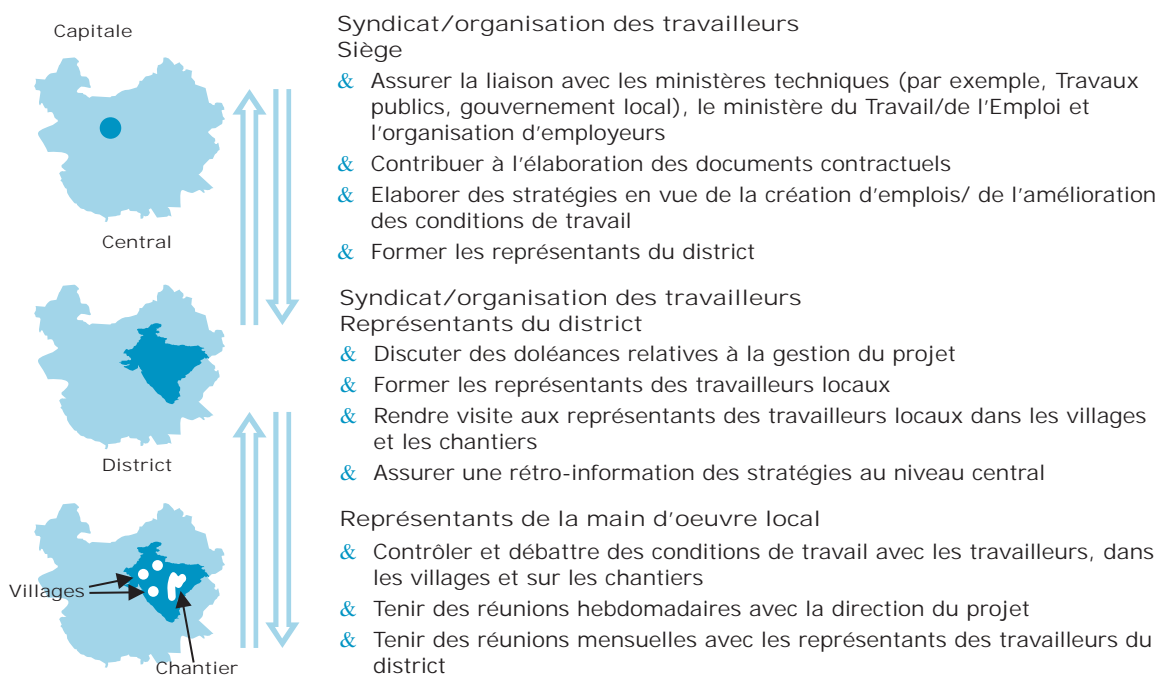 Capitale
Central
District
Villages
Chantier
Syndicat/organisation des travailleurs
Siège
& Assurer la liaison avec les ministères techniques (par exemple, Travaux
publics, gouvernement local), le ministère du Travail/de l'Emploi et
l'organisation d'employeurs
& Contribuer à l'élaboration des documents contractuels
& Elaborer des stratégies en vue de la création d'emplois/ de l'amélioration
des conditions de travail
& Former les représentants du district
Syndicat/organisation des travailleurs
Représentants du district
& Discuter des doléances relatives à la gestion du projet
& Former les représentants des travailleurs locaux
& Rendre visite aux représentants des travailleurs locaux dans les villages
et les chantiers
& Assurer une rétro-information des stratégies au niveau central
Représentants de la main d'oeuvre local
& Contrôler et débattre des conditions de travail avec les travailleurs, dans
les villages et sur les chantiers
& Tenir des réunions hebdomadaires avec la direction du projet
& Tenir des réunions mensuelles avec les représentants des travailleurs du
district